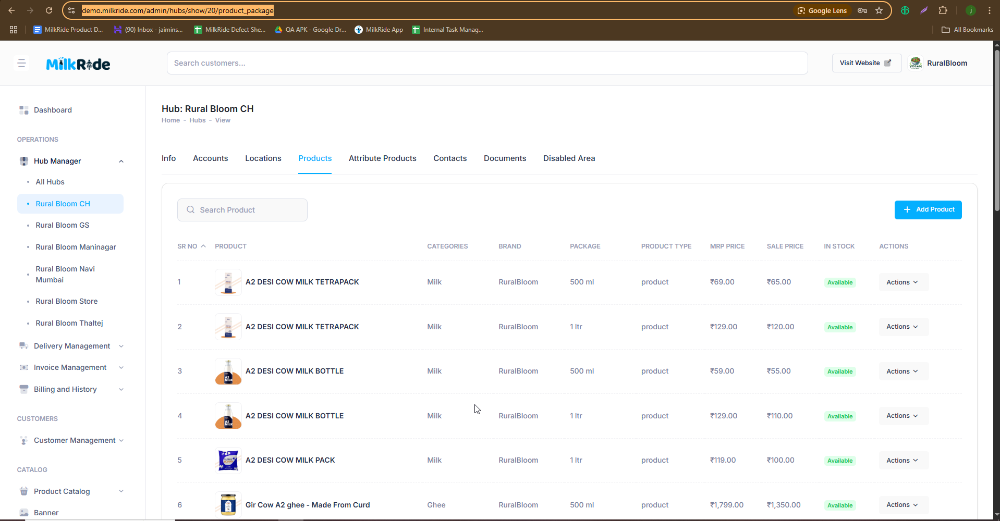 demo.milkride.com/admin/hubs/show/20/product_package
Google Lens
j
MilkRide Product D...
(90) Inbox - jaimins...
MilkRide Defect She...
QA APK - Google Dr...
MilkRide App
Internal Task Manag...
All Bookmarks
MilkRide
Search customers...
Visit Website
VEGAN
RuralBloom
Dashboard
OPERATIONS
Hub Manager
All Hubs
Rural Bloom CH
Rural Bloom GS
Rural Bloom Maninagar
Rural Bloom Navi
Mumbai
Rural Bloom Store
Rural Bloom Thaltej
Delivery Management
Invoice Management
Billing and History
CUSTOMERS
Customer Management
CATALOG
Product Catalog
Banner
Hub: Rural Bloom CH
Home - Hubs - View
Info Accounts Locations Products Attribute Products Contacts Documents Disabled Area
Search Product
Add Product
SR NO PRODUCT CATEGORIES BRAND PACKAGE PRODUCT TYPE MRP PRICE SALE PRICE IN STOCK ACTIONS
1 A2 DESI COW MILK TETRAPACK Milk RuralBloom 500 ml product ₹69.00 ₹65.00 Available Actions
2 A2 DESI COW MILK TETRAPACK Milk RuralBloom 1 ltr product ₹129.00 ₹120.00 Available Actions
3 A2 MILK A2 DESI COW MILK BOTTLE Milk RuralBloom 500 ml product ₹59.00 ₹55.00 Available Actions
4 A2 MILK A2 DESI COW MILK BOTTLE Milk RuralBloom 1 ltr product ₹129.00 ₹110.00 Available Actions
5 A2 DESI COW MILK PACK Milk RuralBloom 1 ltr product ₹119.00 ₹100.00 Available Actions
6 Gir Cow A2 ghee - Made From Curd Ghee RuralBloom 500 ml product ₹1,799.00 ₹1,350.00 Available Actions